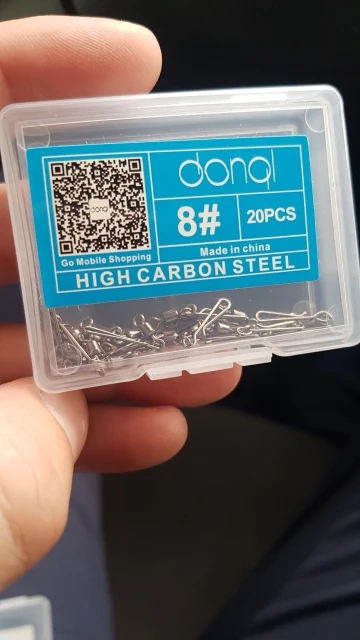 donql
8#
20PCS
Go Mobile Shopping
Made in china
HIGH CARBON STEEL